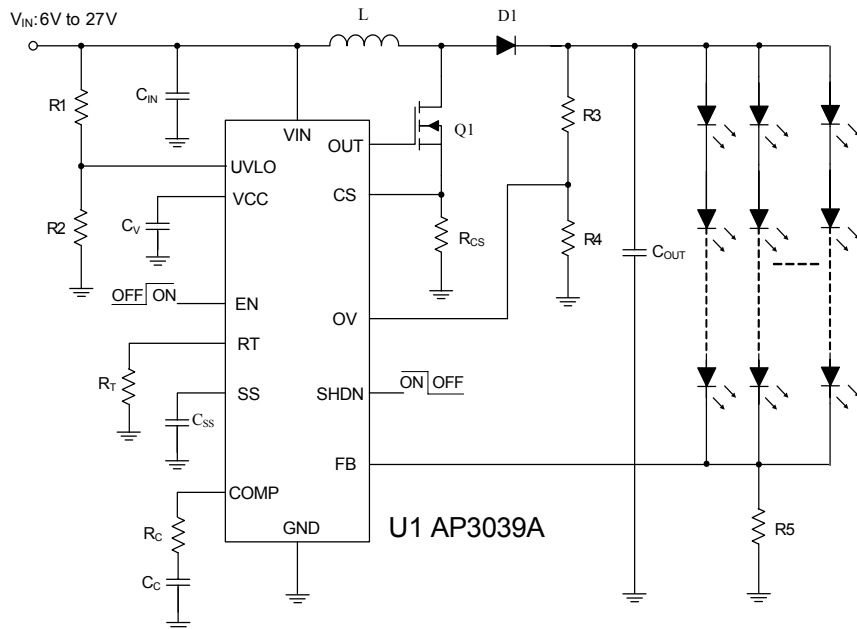 VIN:6V to 27V
L
D1
R1
CIN
VIN
OUT
Q1
R3
UVLO
VCC
CS
R2
CV
RCS
R4
COUT
OFF ON
EN
OV
RT
RT
SS
SHDN
ON OFF
CSS
FB
COMP
RC
GND
U1 AP3039A
R5
CC